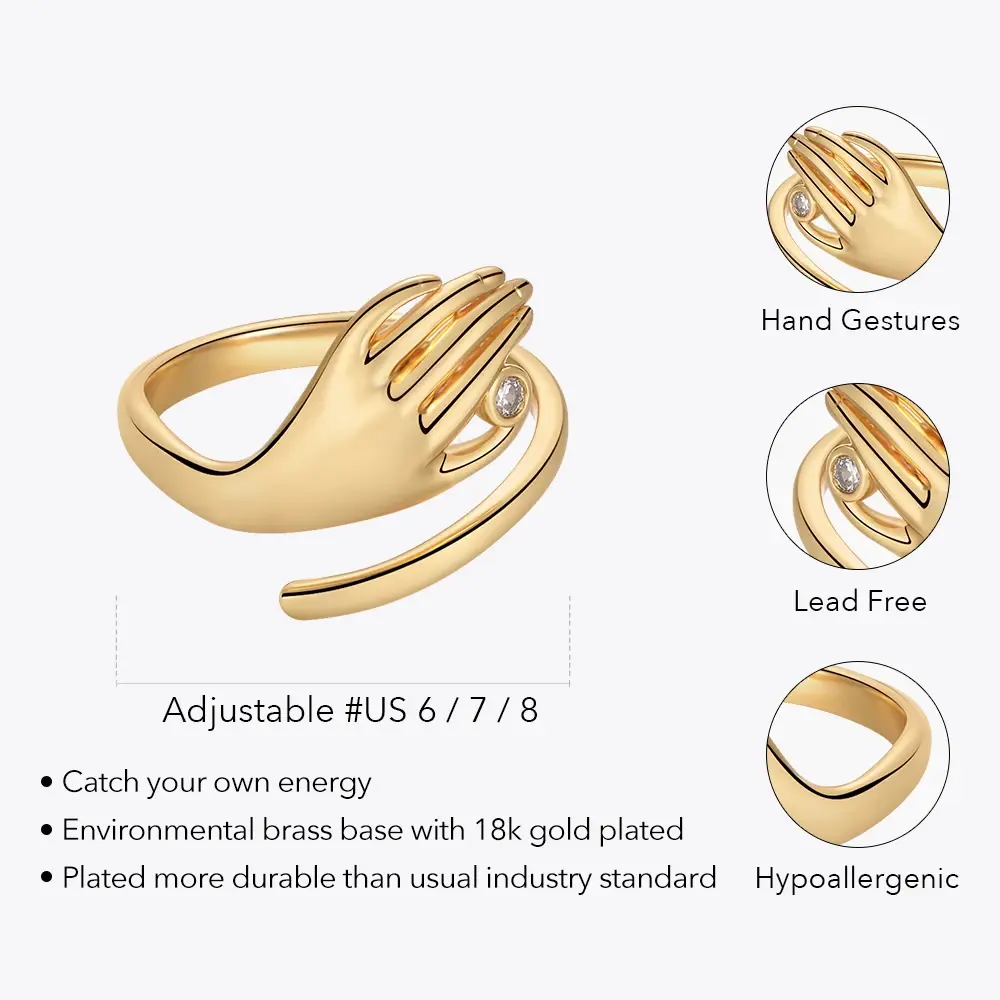 Hand Gestures
Lead Free
Adjustable #US 6 / 7 / 8
• Catch your own energy
• Environmental brass base with 18k gold plated
• Plated more durable than usual industry standard
Hypoallergenic